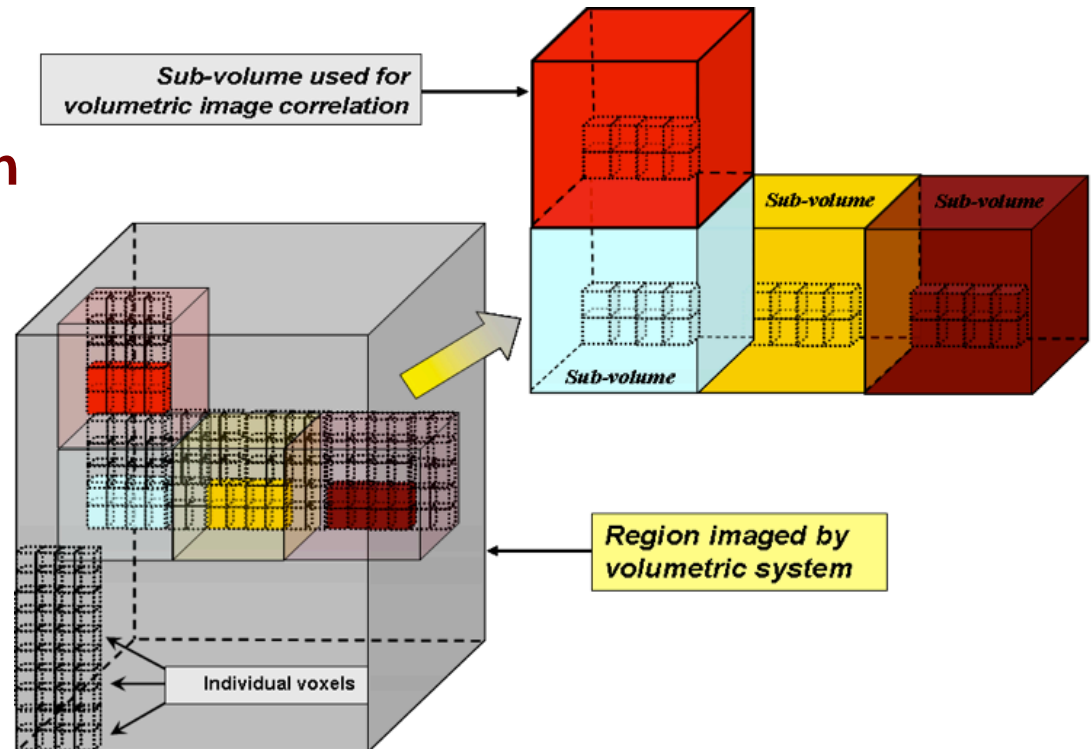 Sub-volume used for
volumetric image correlation
n
Sub-volume
Sub-volume
Sub-volume
Region imaged by
volumetric system
Individual voxels